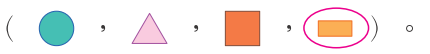 ( , , , ) 。